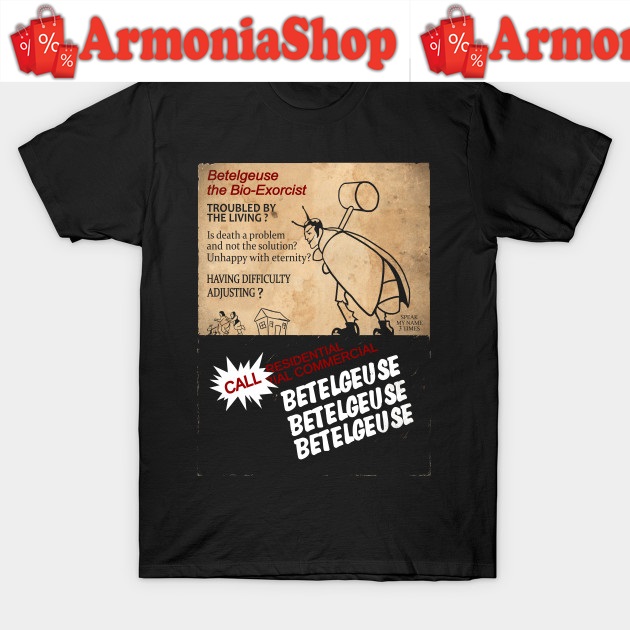 ArmoniaShop
Armon
Betelgeuse
the Bio-Exorcist
TROUBLED BY
THE LIVING ?
Is death a problem
and not the solution?
Unhappy with eternity?
HAVING DIFFICULTY
ADJUSTING ?
SPEAK
MY NAME
3 TIMES
CALL
RESIDENTIAL
COMMERCIAL
BETELGEUSE
BETELGEUSE
BETELGEUSE